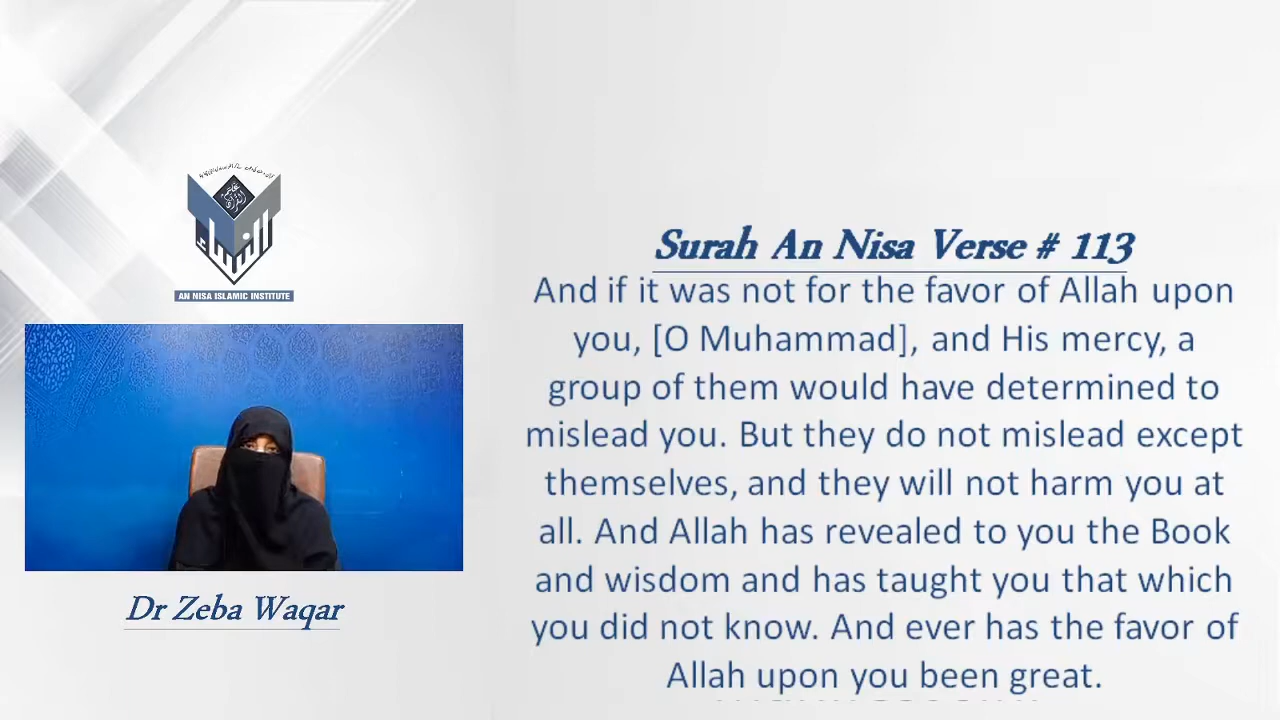 AN NISA ISLAMIC INSTITUTE
Dr Zeba Waqar
Surah An Nisa Verse # 113
And if it was not for the favor of Allah upon
you, [O Muhammad], and His mercy, a
group of them would have determined to
mislead you. But they do not mislead except
themselves, and they will not harm you at
all. And Allah has revealed to you the Book
and wisdom and has taught you that which
you did not know. And ever has the favor of
Allah upon you been great.